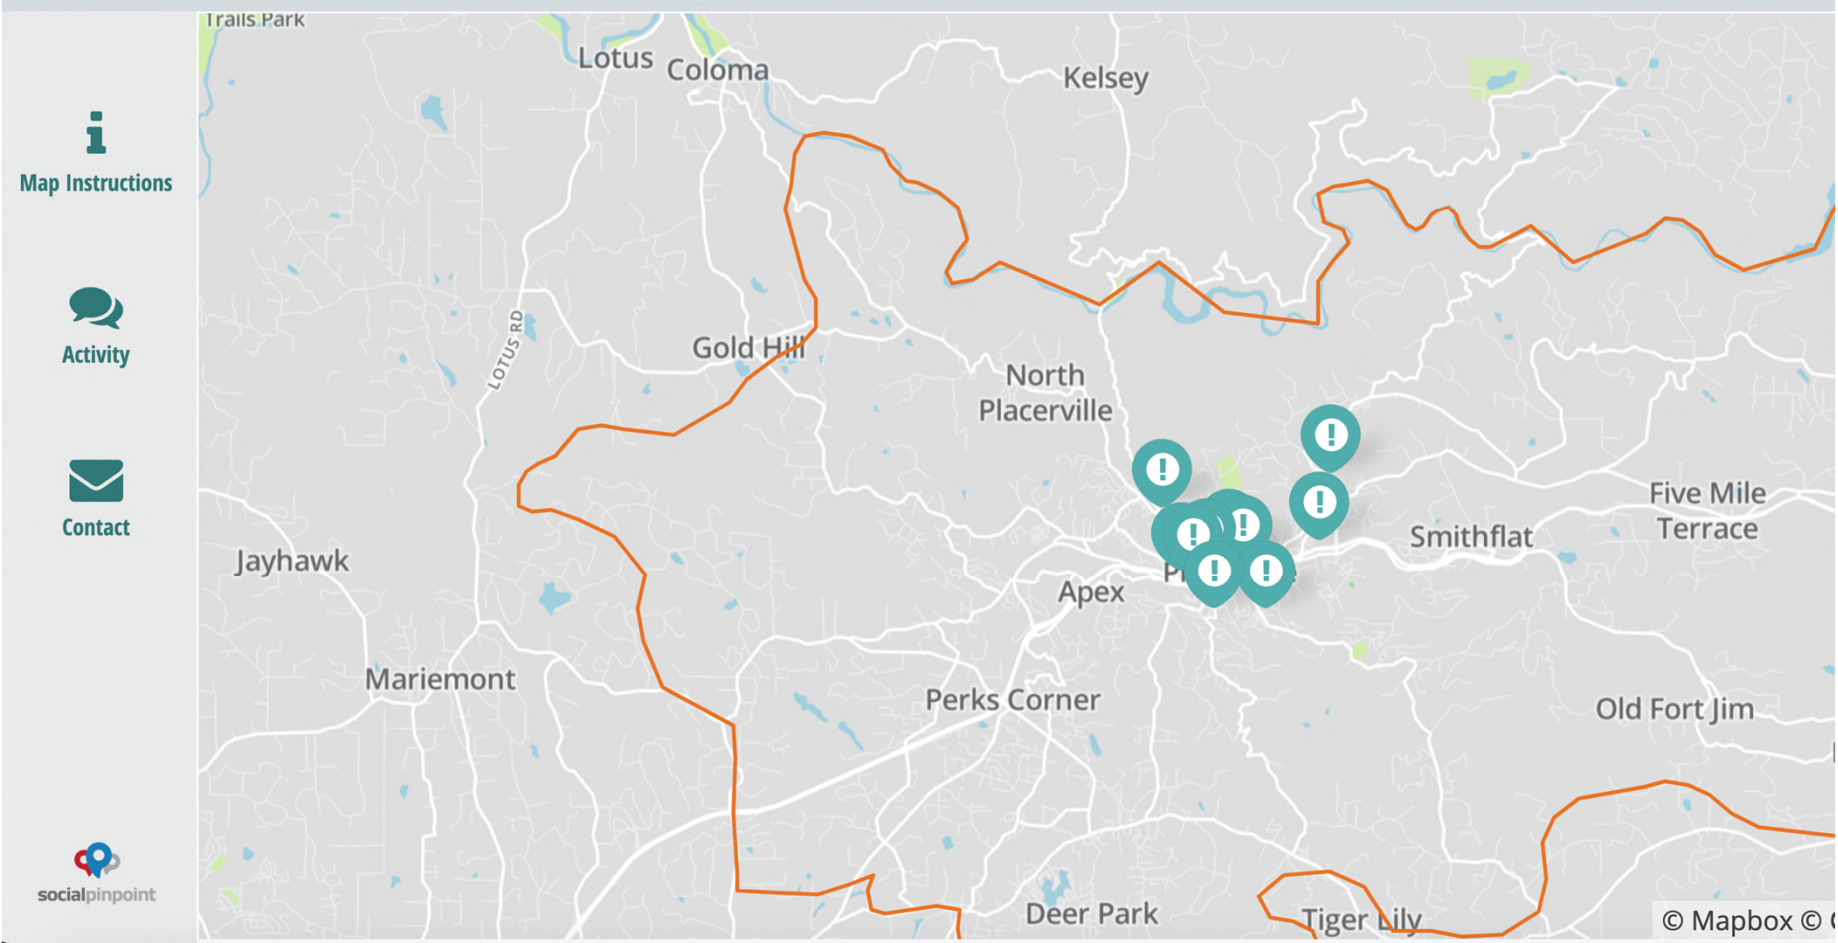 Trails Park
Lotus
Coloma
Kelsey
Map Instructions
Activity
LOTUS RD
Gold Hill
North
Placerville
Contact
Five Mile
Terrace
Smithflat
Jayhawk
Apex
Mariemont
Perks Corner
Old Fort Jim
socialpinpoint
Deer Park
Tiger Lily
© Mapbox ©